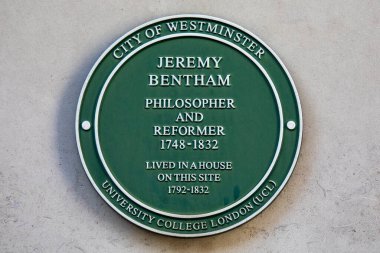 CITY OF WESTMINSTER
JEREMY
BENTHAM
PHILOSOPHER
AND
REFORMER
1748-1832
LIVED IN A HOUSE
ON THIS SITE
1792-1832
UNIVERSITY COLLEGE LONDON (UCL)